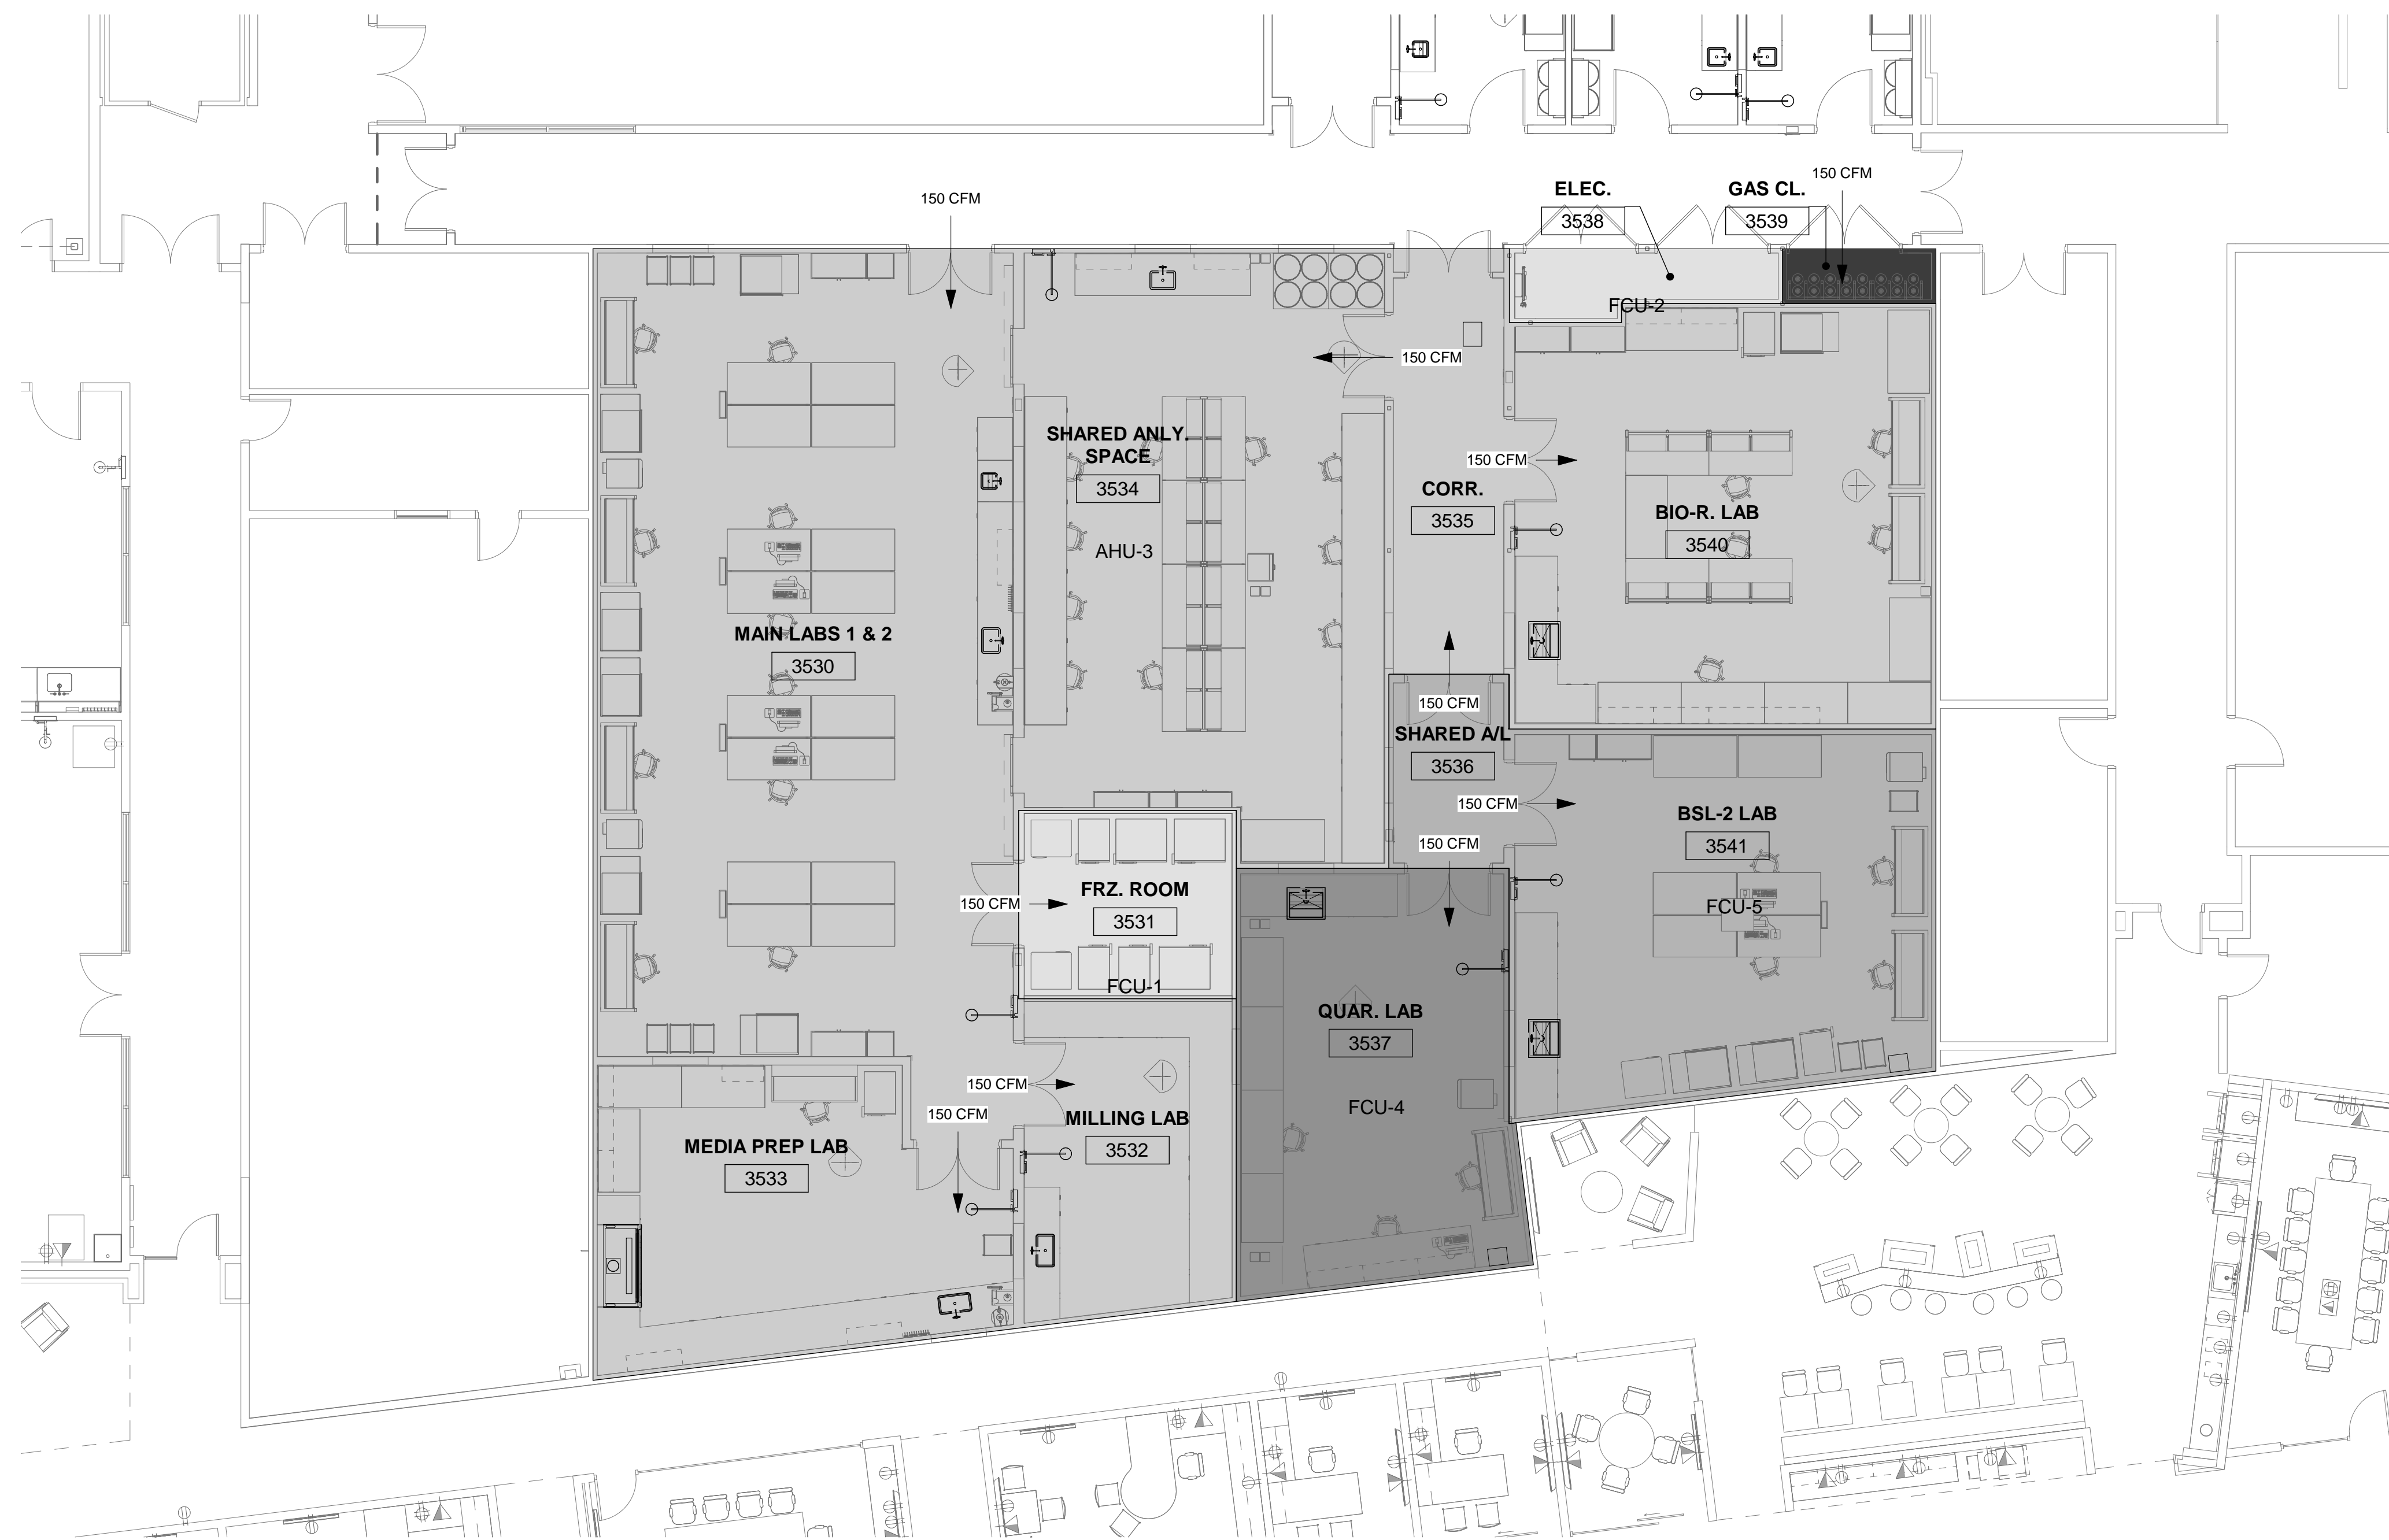 150 CFM
ELEC.
3538
GAS CL.
3539
150 CFM
FCU-2
150 CFM
SHARED ANLY.
SPACE
3534
150 CFM
CORR.
3535
BIO-R. LAB
3540
AHU-3
MAIN LABS 1 & 2
3530
150 CFM
SHARED A/L
3536
150 CFM
BSL-2 LAB
3541
150 CFM
FRZ. ROOM
3531
150 CFM
FCU-5
FCU-1
QUAR. LAB
3537
150 CFM
150 CFM
FCU-4
MILLING LAB
3532
MEDIA PREP LAB
3533